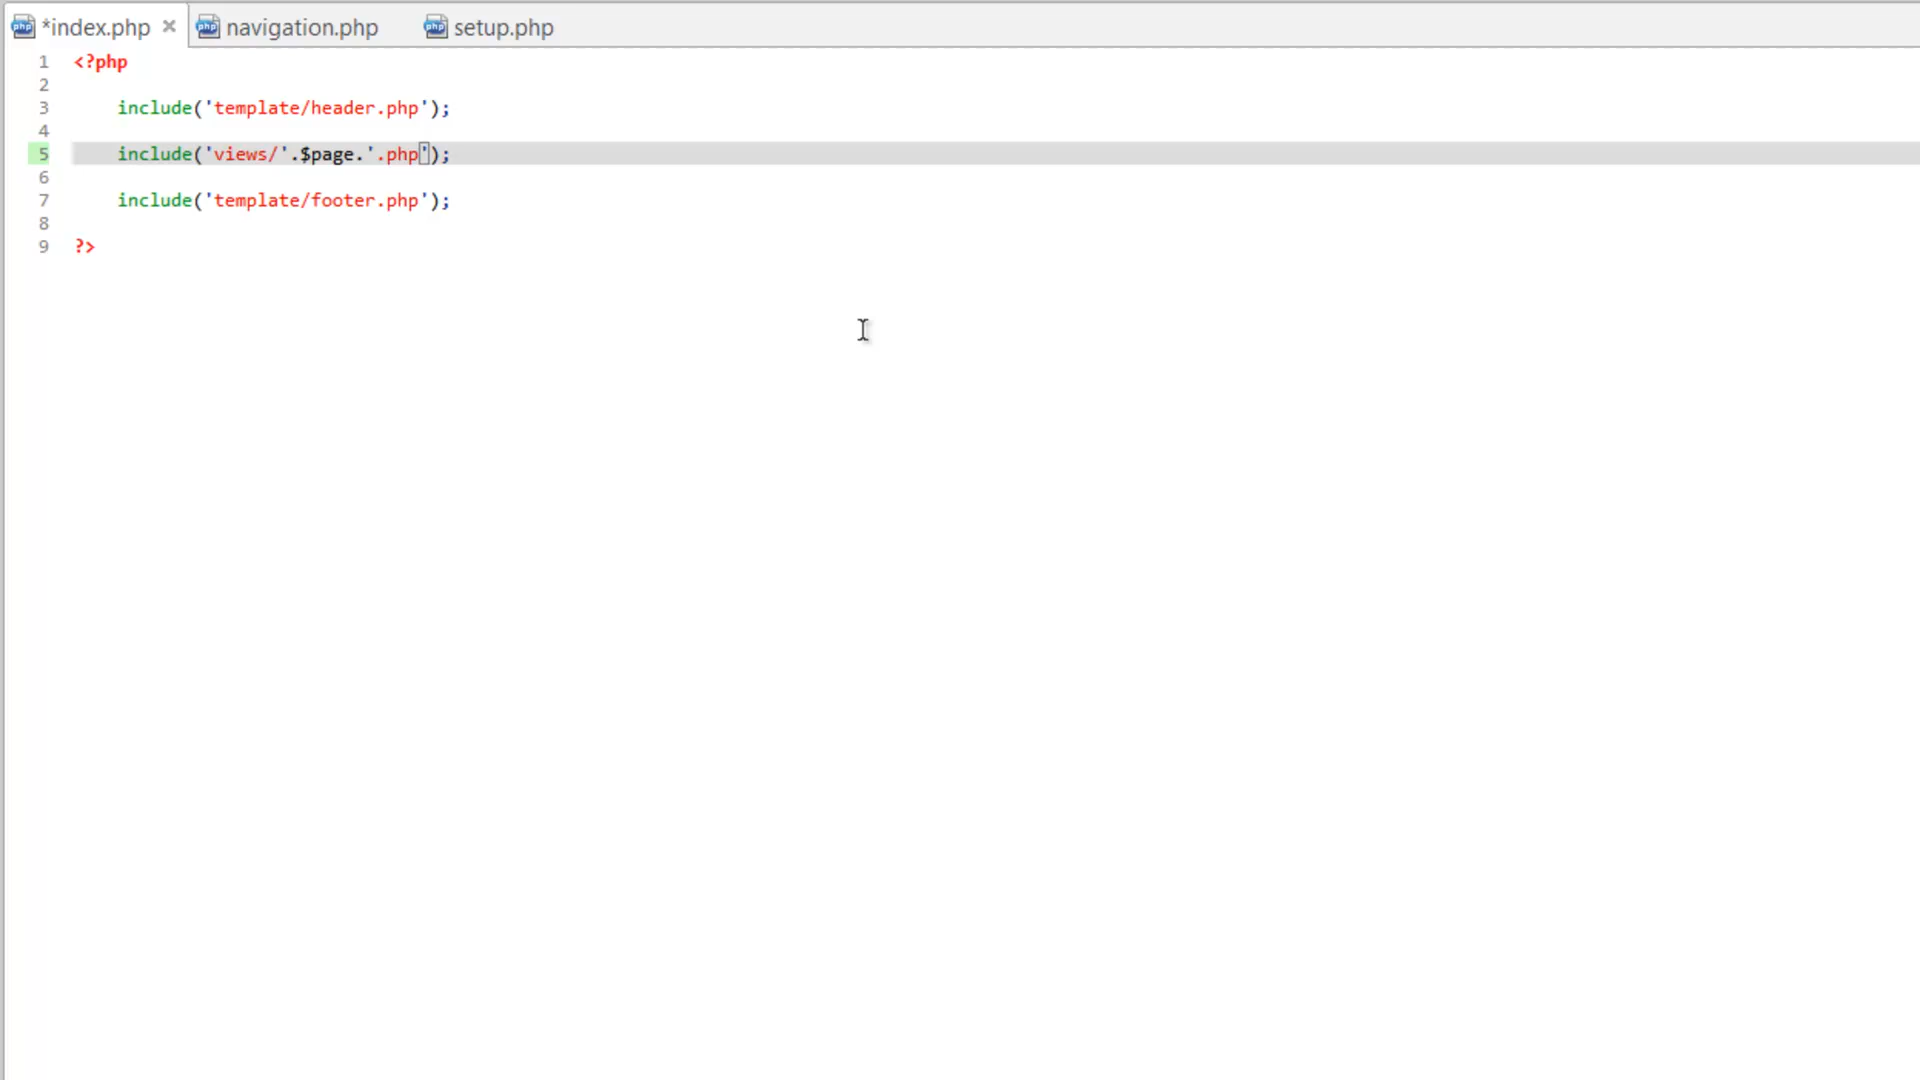 *index.php navigation.php setup.php
1 <?php
2
3 include('template/header.php');
4
5 include('views/'.$page.'.php');
6
7 include('template/footer.php');
8
9 ?>